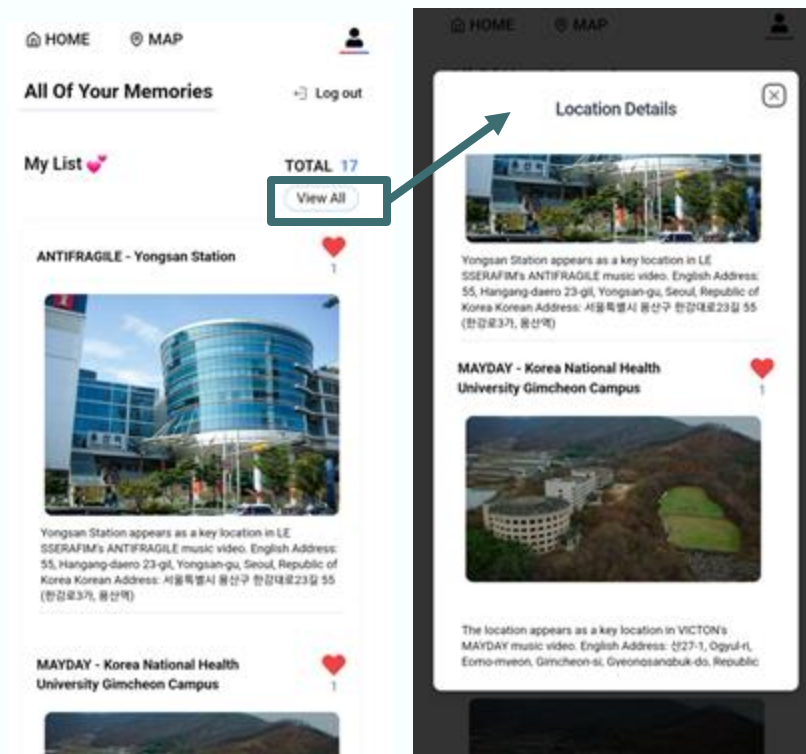 HOME MAP
All Of Your Memories
Log out
My List 💕
TOTAL 17
View All
ANTIFRAGILE - Yongsan Station
1
Yongsan Station appears as a key location in LE
SSERAFIM's ANTIFRAGILE music video. English Address:
55, Hangang-daero 23-gil, Yongsan-gu, Seoul, Republic of
Korea Korean Address: 서울특별시 용산구 한강대로23길 55
(한강로3가, 용산역)
MAYDAY - Korea National Health
University Gimcheon Campus
1
HOME MAP
Location Details
Yongsan Station appears as a key location in LE
SSERAFIM's ANTIFRAGILE music video. English Address:
55, Hangang-daero 23-gil, Yongsan-gu, Seoul, Republic of
Korea Korean Address: 서울특별시 용산구 한강대로23길 55
(한강로3가, 용산역)
MAYDAY - Korea National Health
University Gimcheon Campus
1
The location appears as a key location in VICTON's
MAYDAY music video. English Address: 산27-1, Ogyul-ri,
Eomo-myeon, Gimcheon-si, Gyeongsangbuk-do, Republic